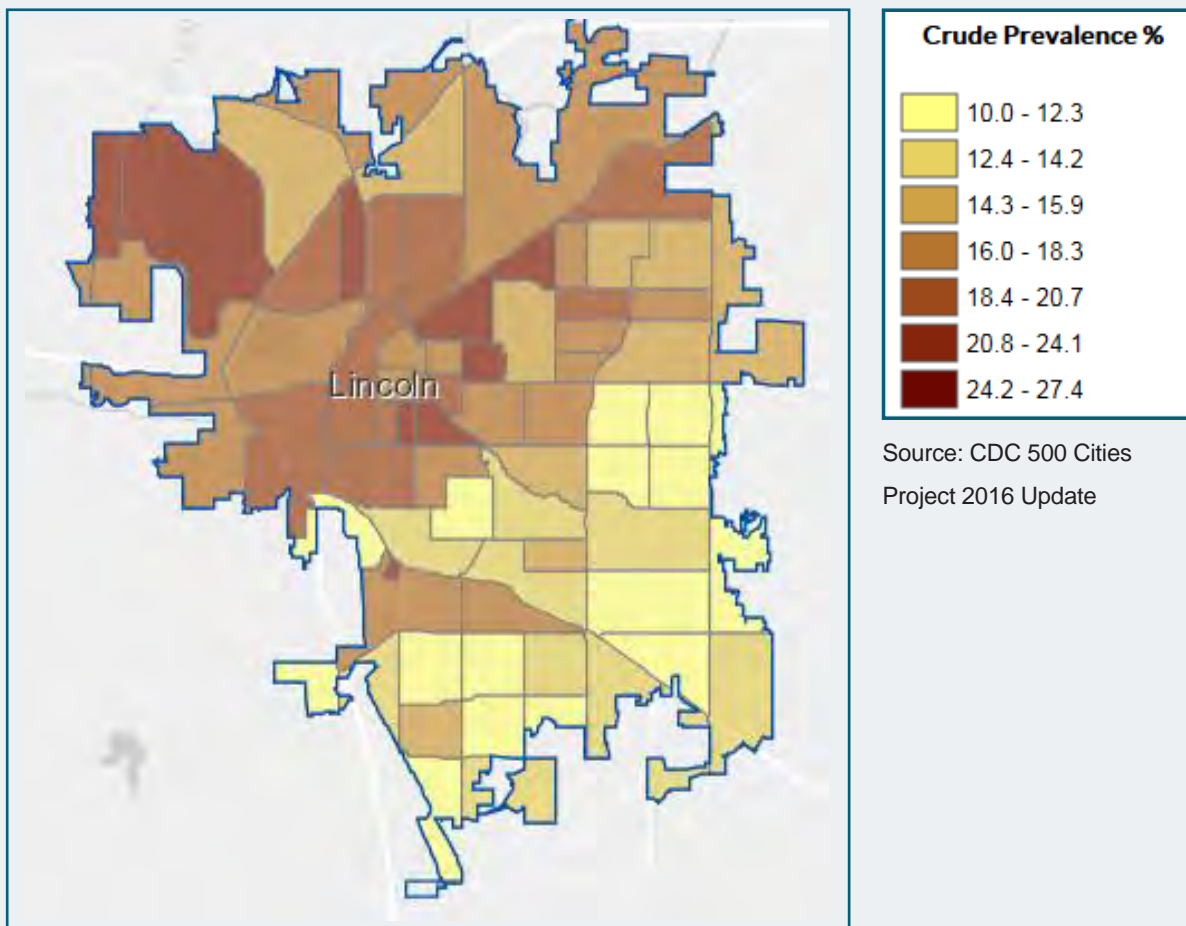 Lincoln
Crude Prevalence %
10.0 - 12.3
12.4 - 14.2
14.3 - 15.9
16.0 - 18.3
18.4 - 20.7
20.8 - 24.1
24.2 - 27.4
Source: CDC 500 Cities
Project 2016 Update